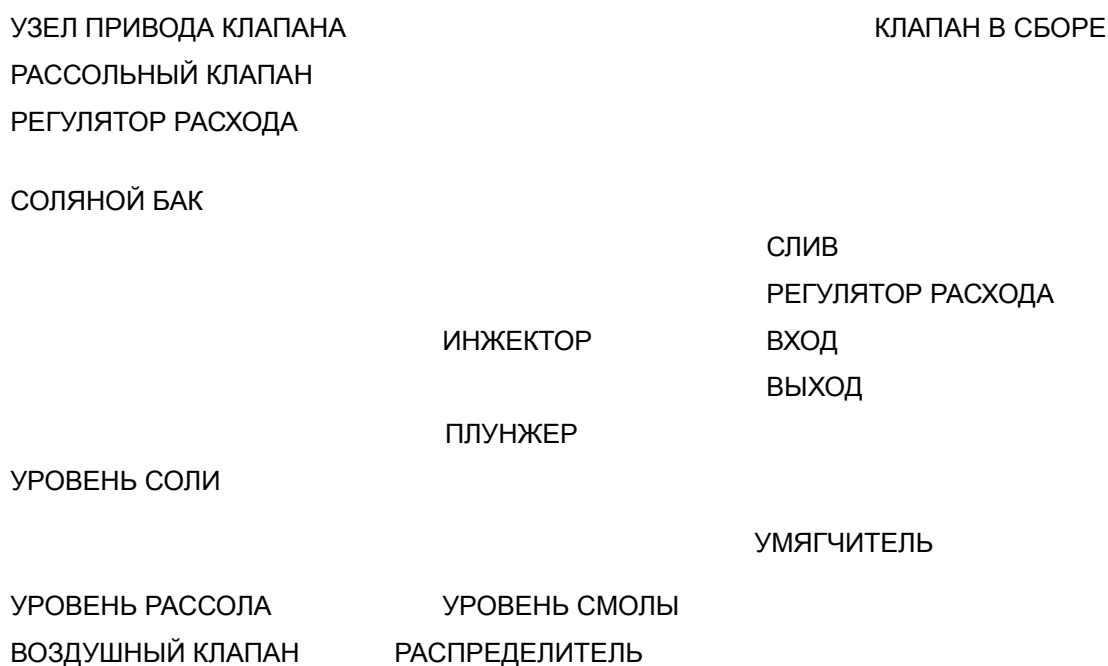 УЗЕЛ ПРИВОДА КЛАПАНА КЛАПАН В СБОРЕ
РАССОЛЬНЫЙ КЛАПАН
РЕГУЛЯТОР РАСХОДА
СОЛЯНОЙ БАК
СЛИВ
РЕГУЛЯТОР РАСХОДА
ИНЖЕКТОР ВХОД
ВЫХОД
ПЛУНЖЕР
УРОВЕНЬ СОЛИ
УМЯГЧИТЕЛЬ
УРОВЕНЬ РАССОЛА УРОВЕНЬ СМОЛЫ
ВОЗДУШНЫЙ КЛАПАН РАСПРЕДЕЛИТЕЛЬ